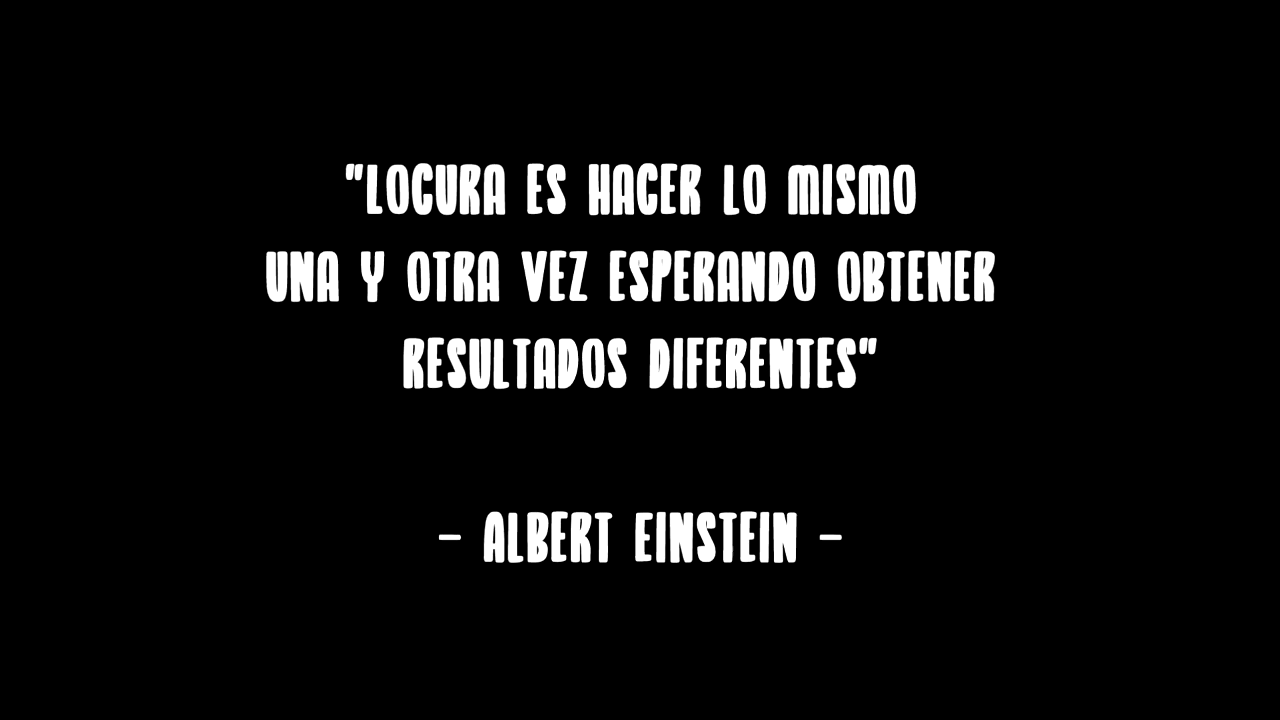 "LOCURA ES HACER LO MISMO
UNA Y OTRA VEZ ESPERANDO OBTENER
RESULTADOS DIFERENTES"
- ALBERT EINSTEIN -